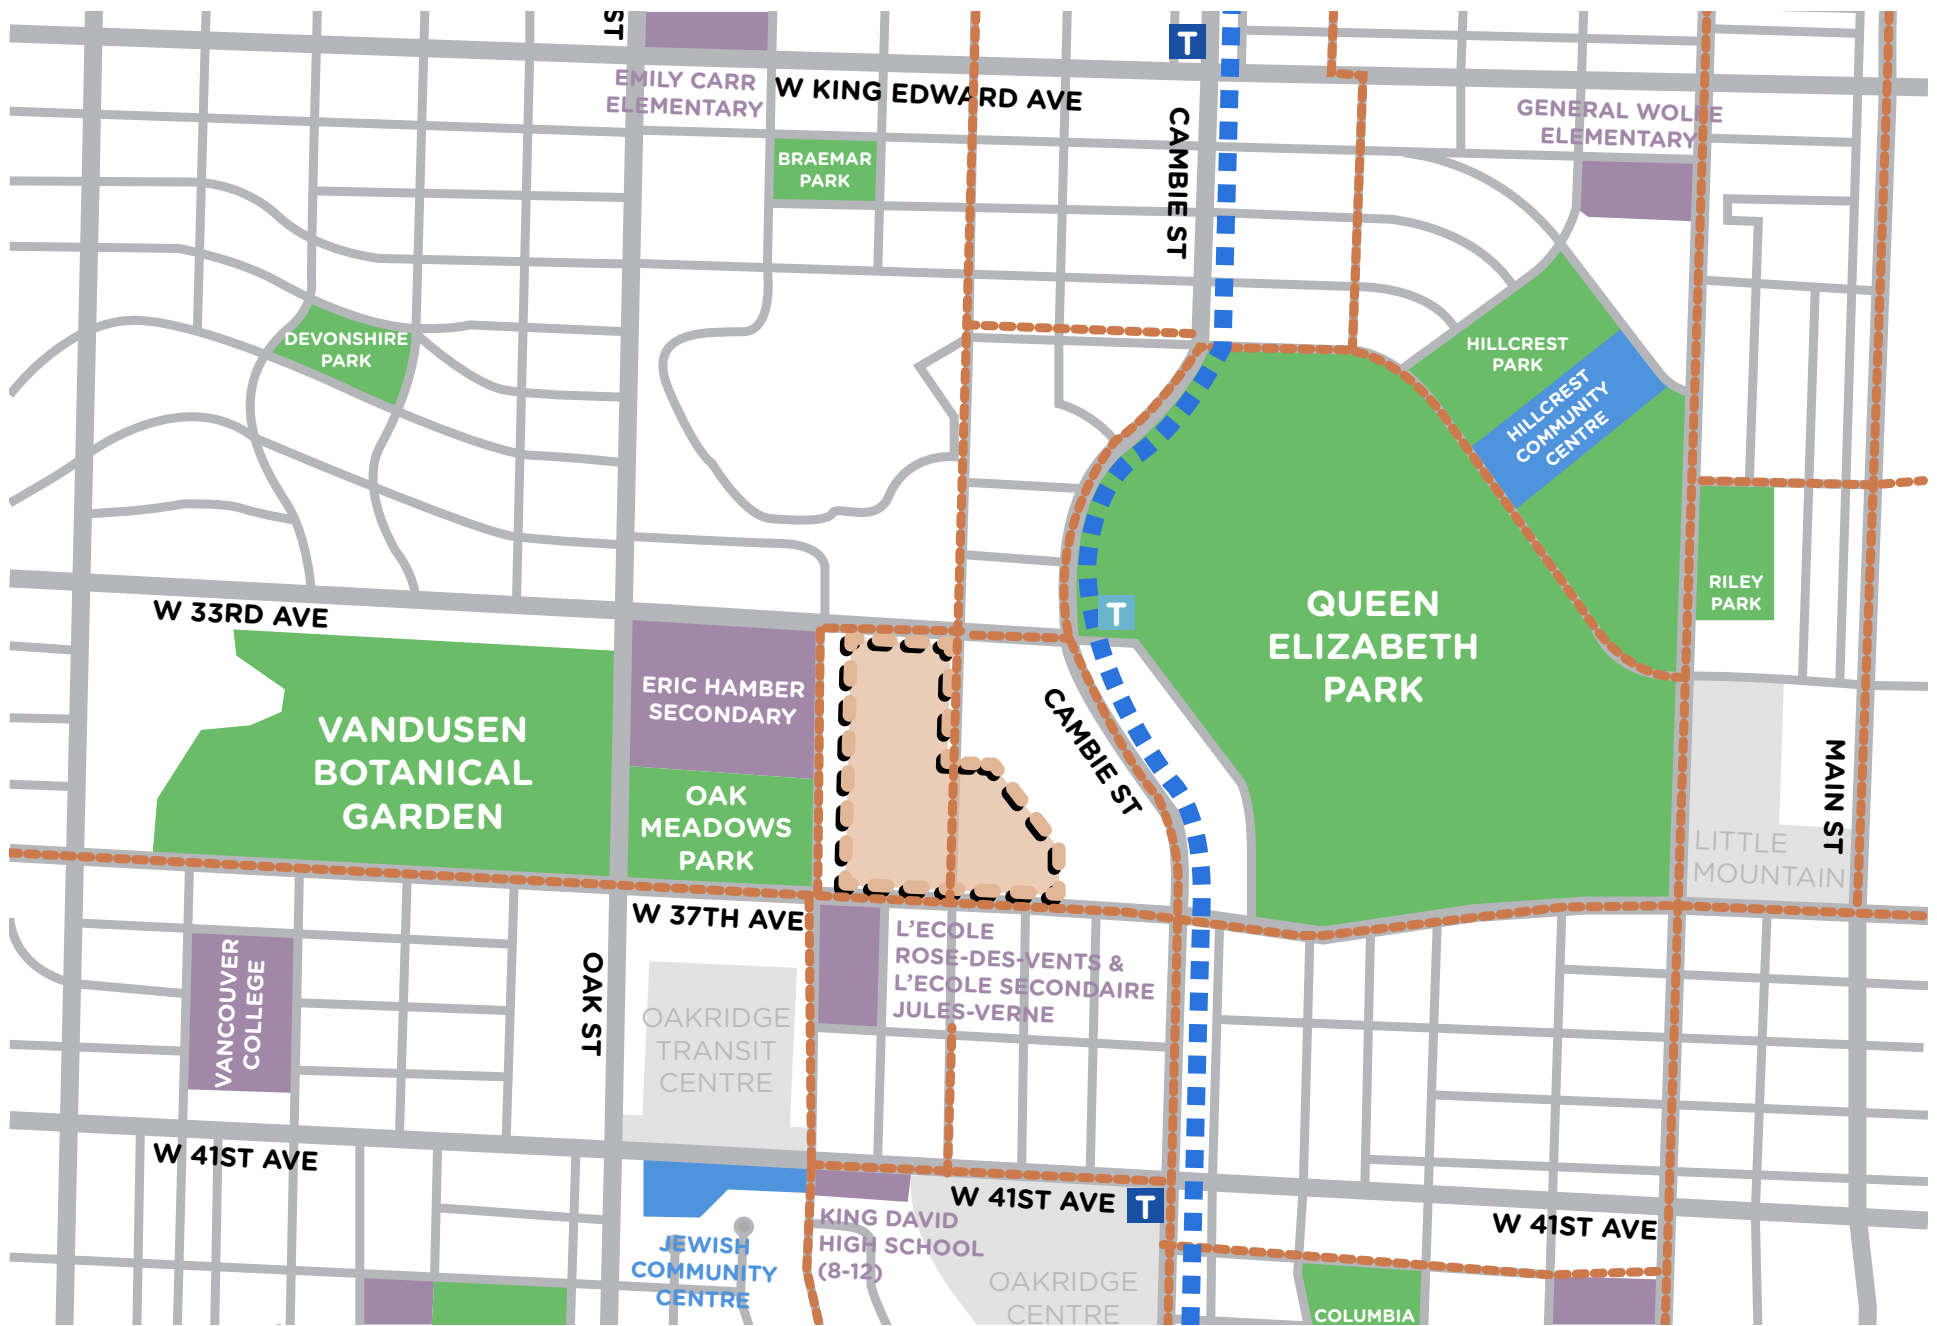 ST
T
EMILY CARR
ELEMENTARY
W KING EDWARD AVE
CAMBIE ST
GENERAL WOLFE
ELEMENTARY
BRAEMAR
PARK
DEVONSHIRE
PARK
HILLCREST
PARK
HILLCREST
COMMUNITY
CENTRE
W 33RD AVE
T
QUEEN
ELIZABETH
PARK
RILEY
PARK
VANDUSEN
BOTANICAL
GARDEN
ERIC HAMBER
SECONDARY
OAK
MEADOWS
PARK
CAMBIE ST
MAIN ST
LITTLE
MOUNTAIN
W 37TH AVE
VANCOUVER
COLLEGE
OAK ST
L'ECOLE
ROSE-DES-VENTS &
L'ECOLE SECONDAIRE
JULES-VERNE
OAKRIDGE
TRANSIT
CENTRE
W 41ST AVE
W 41ST AVE
T
W 41ST AVE
KING DAVID
HIGH SCHOOL
(8-12)
JEWISH
COMMUNITY
CENTRE
OAKRIDGE
CENTRE
COLUMBIA